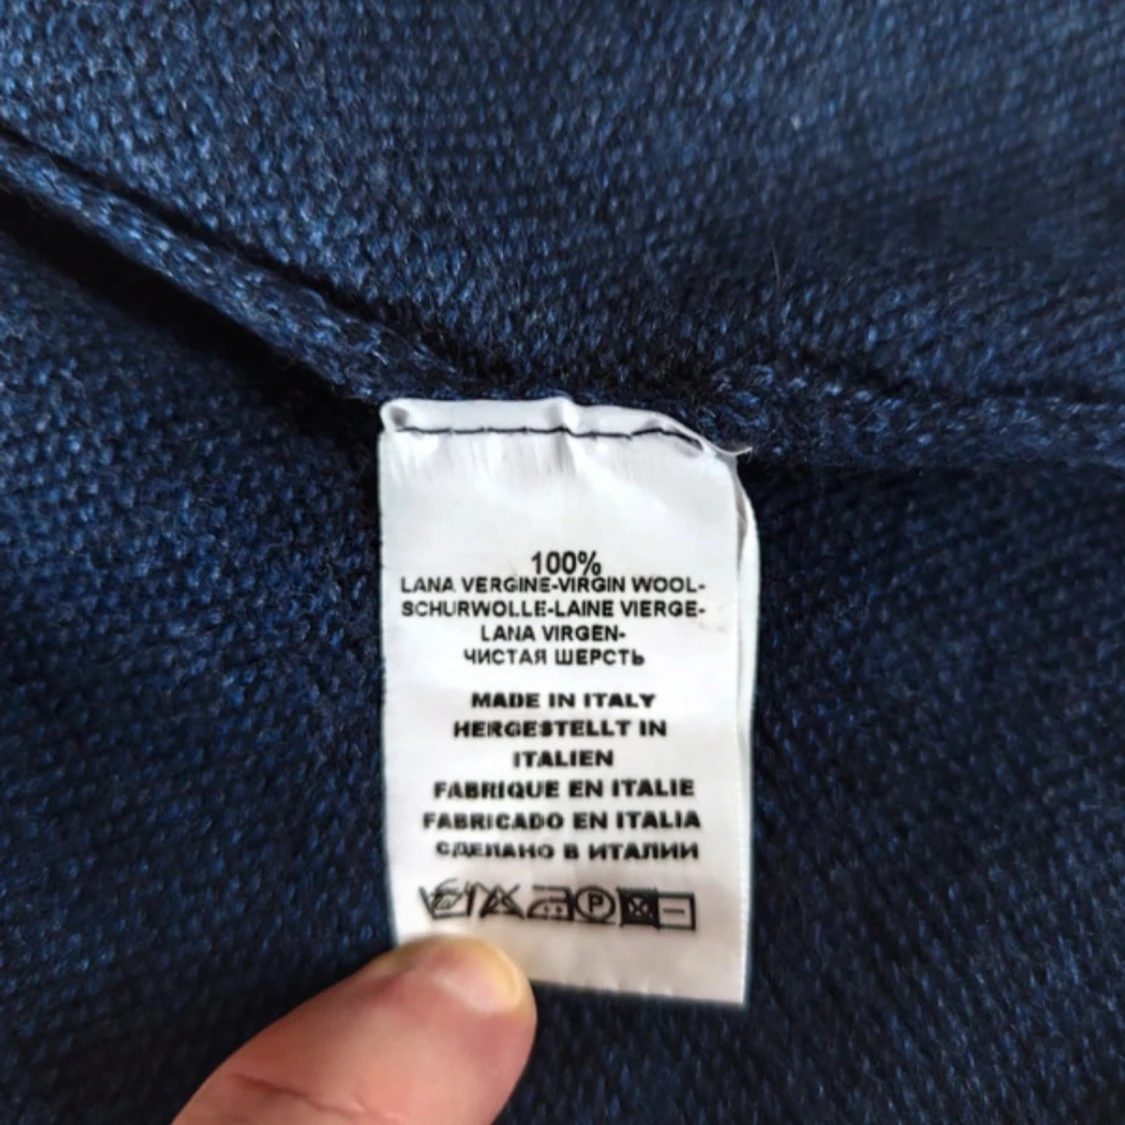 100%
LANA VERGINE-VIRGIN WOOL-
SCHURWOLLE-LAINE VIERGE-
LANA VIRGEN-
ЧИСТАЯ ШЕРСТЬ
MADE IN ITALY
HERGESTELLT IN
ITALIEN
FABRIQUE EN ITALIE
FABRICADO EN ITALIA
СДЕЛАНО В ИТАЛИИ
P